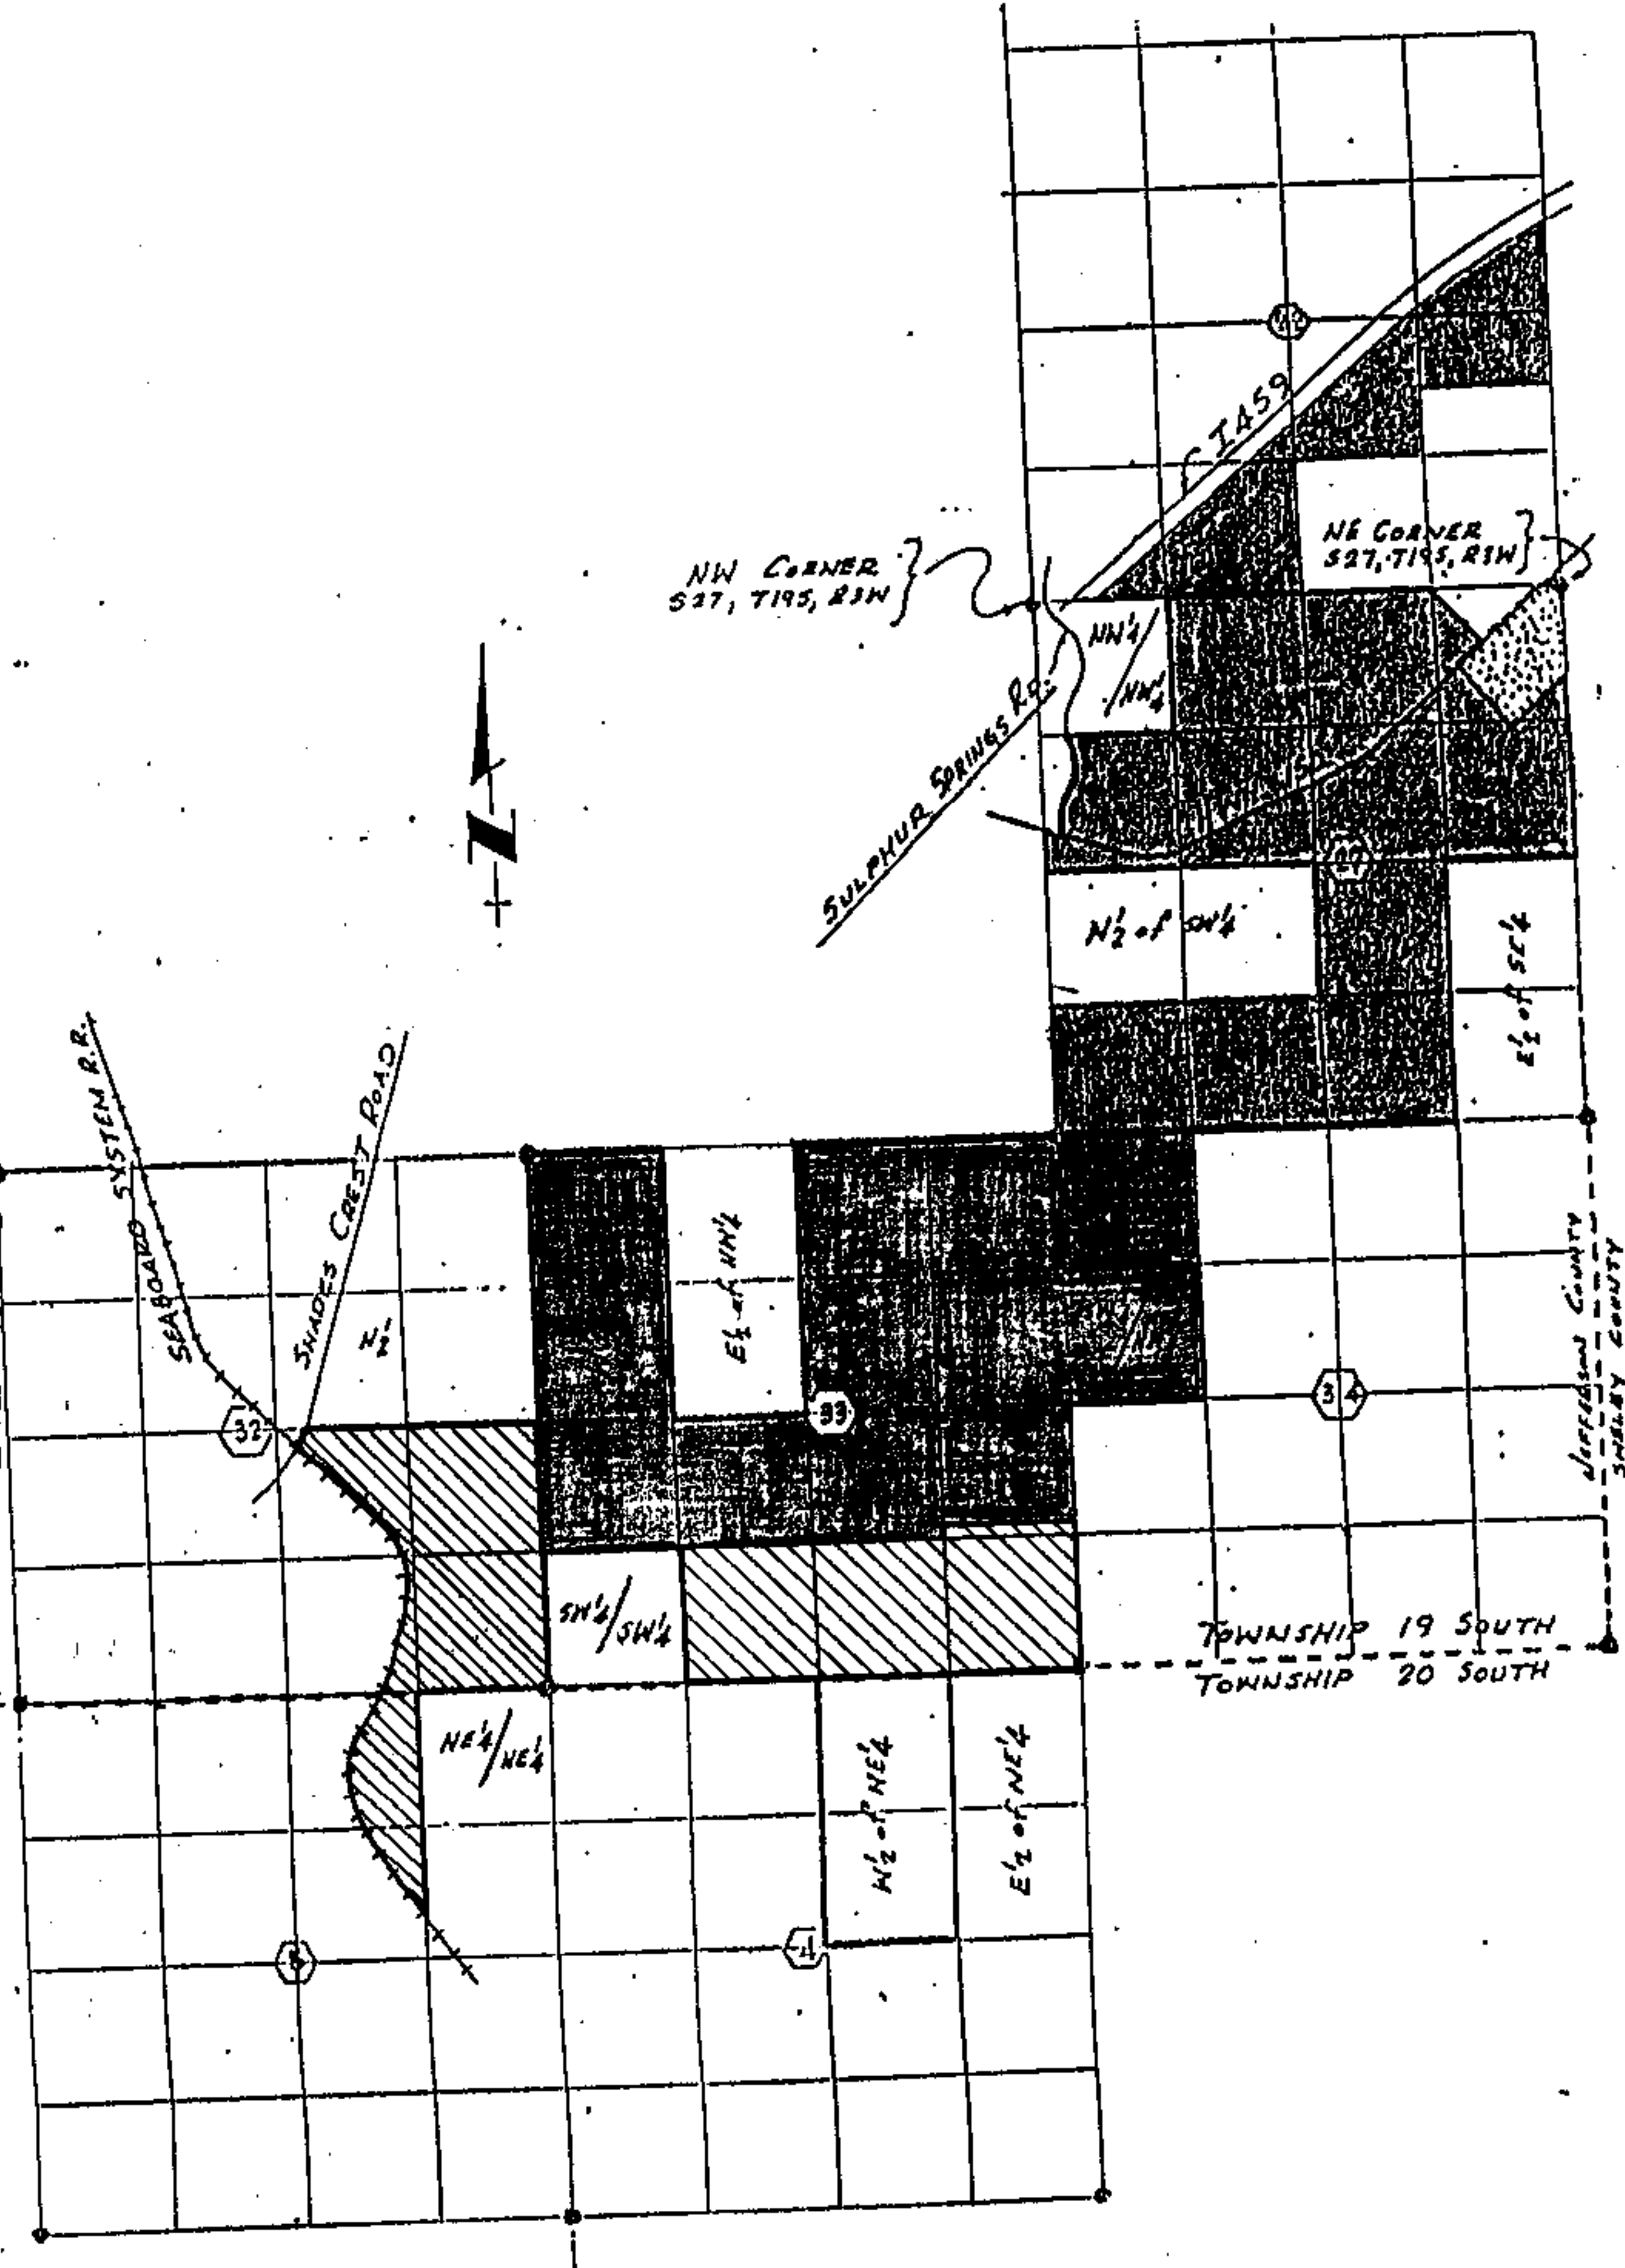 I459
NE CORNER
S27, T19S, R3W
NW CORNER
S27, T19S, R3W
NW¼
/NW¼
SULPHUR SPRINGS RD.
27
N½ of SW¼
E½ of SE¼
N
SEABOARD SYSTEM R.R.
SHADES CREST ROAD
E½ of NW¼
33
32
34
JEFFERSON COUNTY
SHELBY COUNTY
SW¼/SW¼
TOWNSHIP 19 SOUTH
TOWNSHIP 20 SOUTH
NE¼/NE¼
W½ of NE¼
E½ of NE¼
5
4